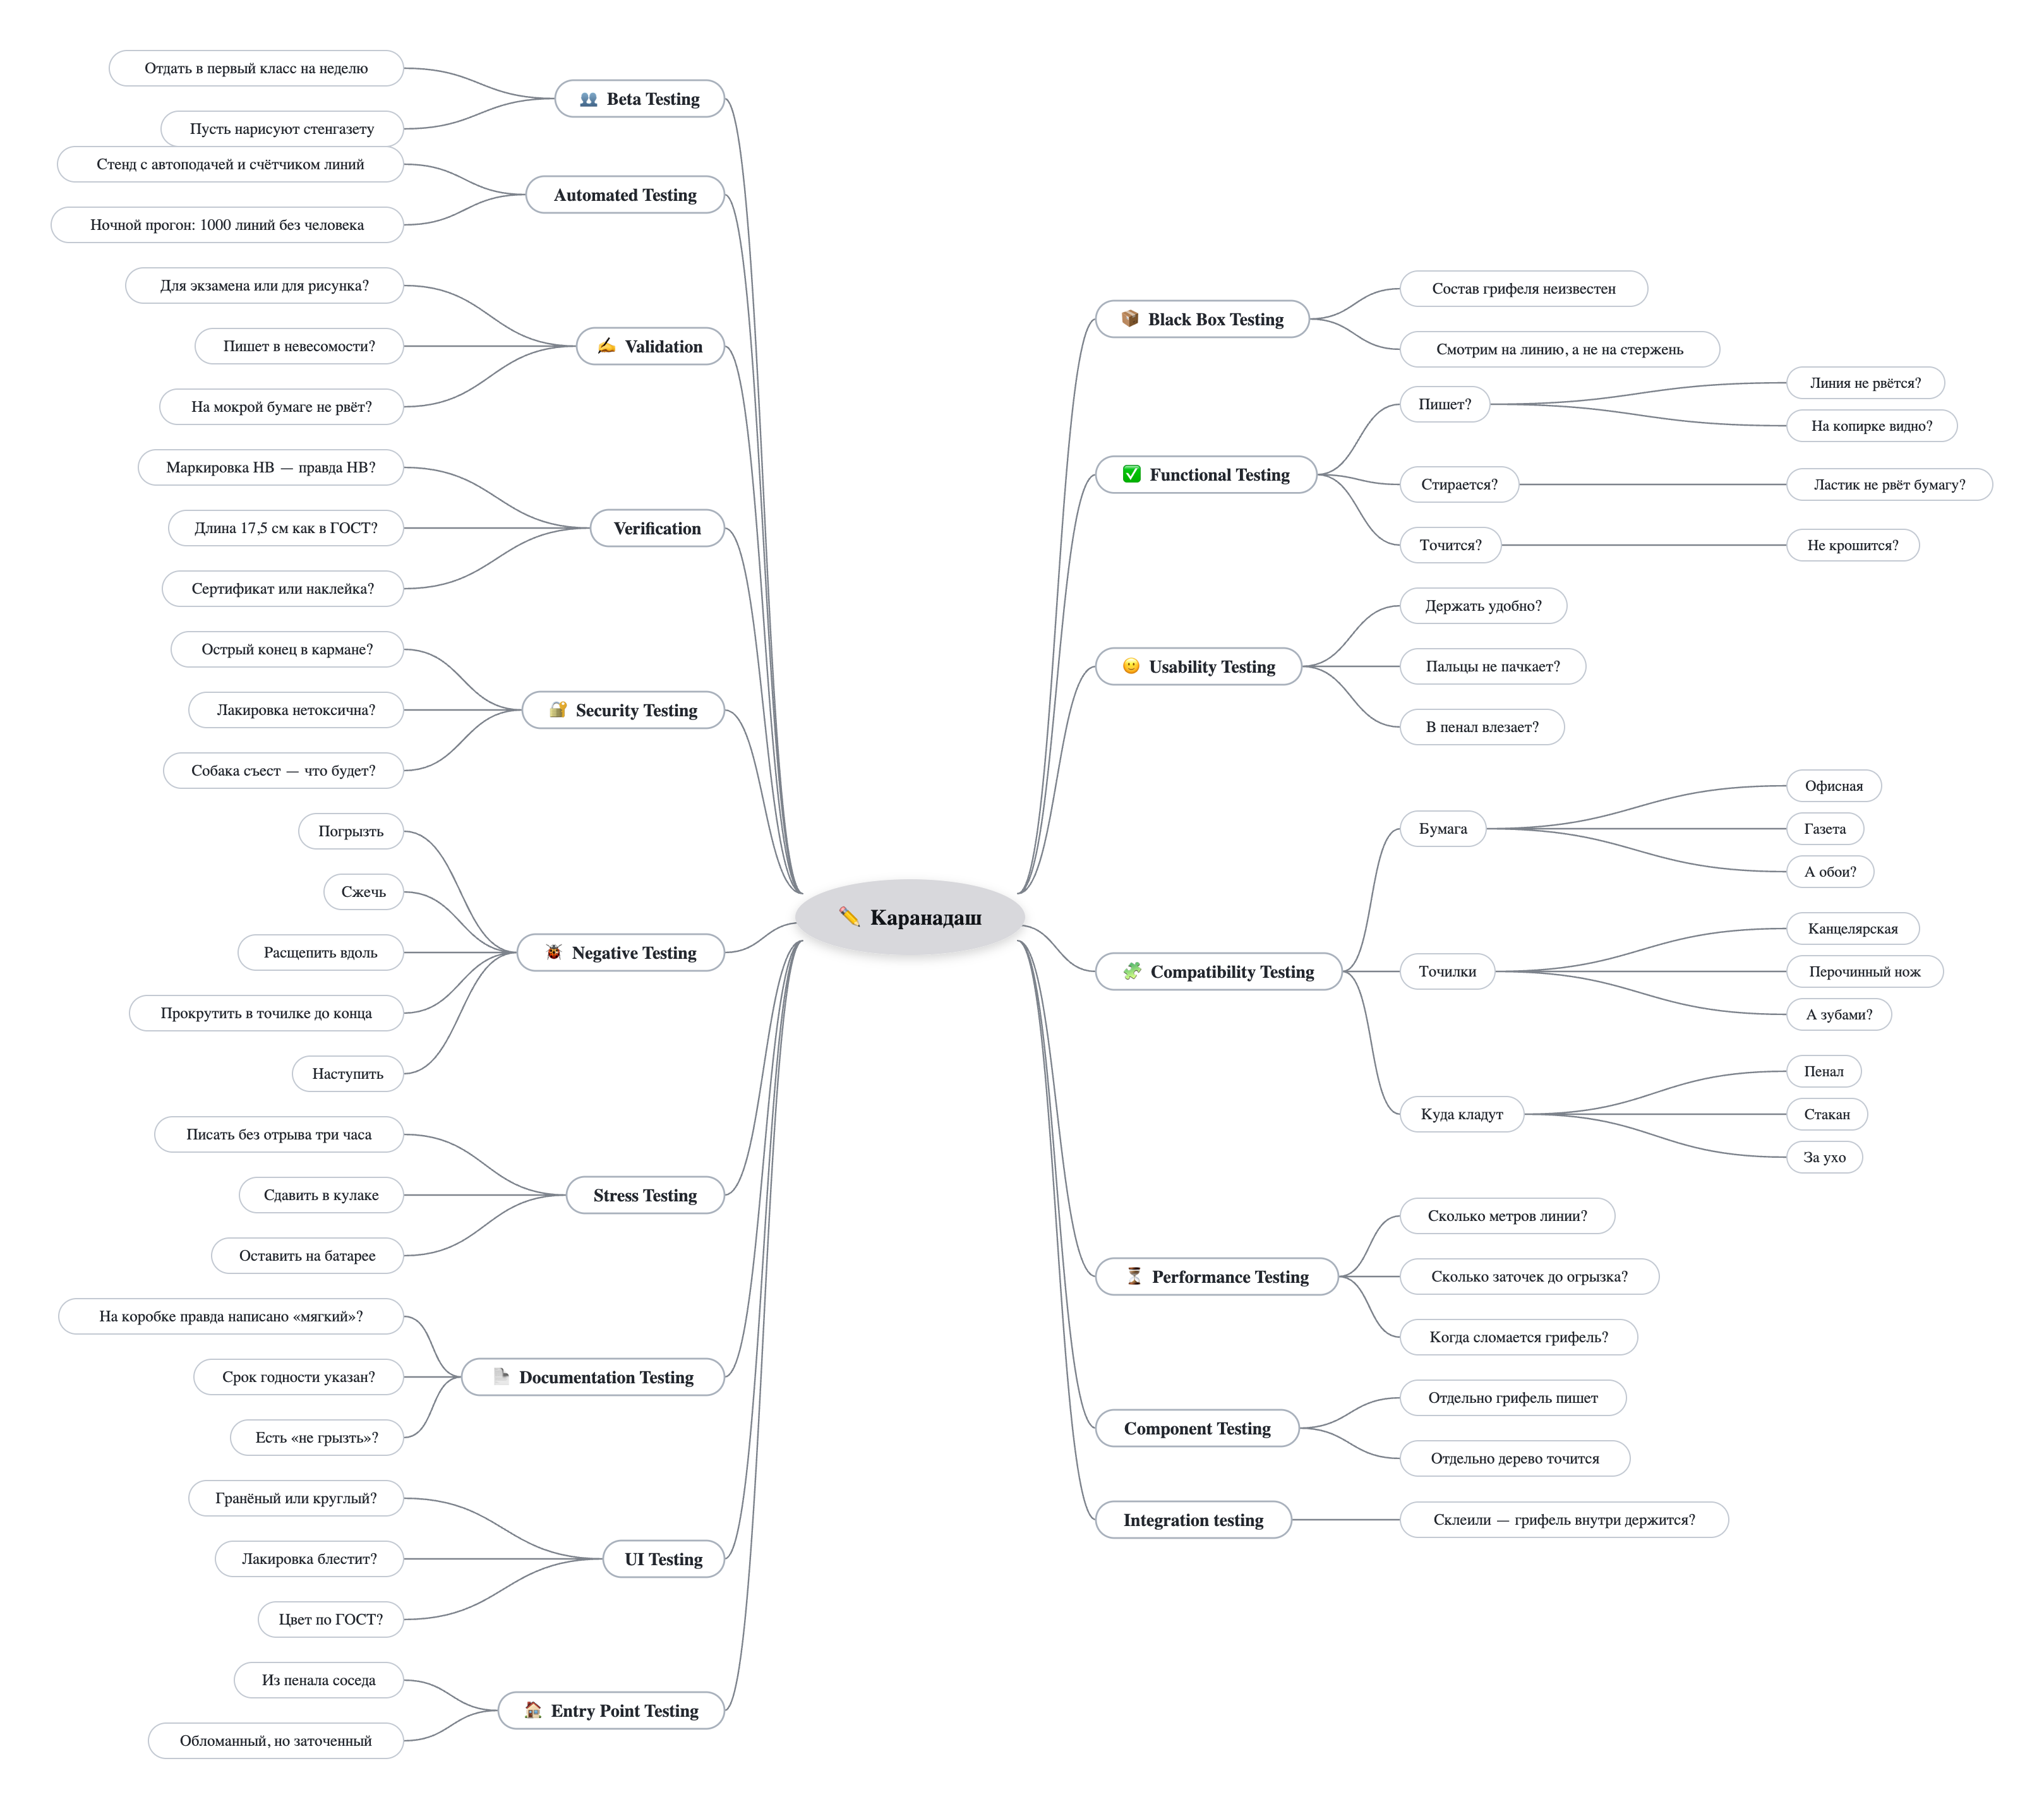 Отдать в первый класс на неделю
Пусть нарисуют стенгазету
Beta Testing
Стенд с автоподачей и счётчиком линий
Ночной прогон: 1000 линий без человека
Automated Testing
Для экзамена или для рисунка?
Пишет в невесомости?
На мокрой бумаге не рвёт?
Validation
Маркировка HB — правда HB?
Длина 17,5 см как в ГОСТ?
Сертификат или наклейка?
Verification
Острый конец в кармане?
Лакировка нетоксична?
Собака съест — что будет?
Security Testing
Погрызть
Сжечь
Расщепить вдоль
Прокрутить в точилке до конца
Наступить
Negative Testing
Писать без отрыва три часа
Сдавить в кулаке
Оставить на батарее
Stress Testing
На коробке правда написано «мягкий»?
Срок годности указан?
Есть «не грызть»?
Documentation Testing
Гранёный или круглый?
Лакировка блестит?
Цвет по ГОСТ?
UI Testing
Из пенала соседа
Обломанный, но заточенный
Entry Point Testing
Каранадаш
Black Box Testing
Состав грифеля неизвестен
Смотрим на линию, а не на стержень
Functional Testing
Пишет?
Линия не рвётся?
На копирке видно?
Стирается?
Ластик не рвёт бумагу?
Точится?
Не крошится?
Usability Testing
Держать удобно?
Пальцы не пачкает?
В пенал влезает?
Compatibility Testing
Бумага
Офисная
Газета
А обои?
Точилки
Канцелярская
Перочинный нож
А зубами?
Куда кладут
Пенал
Стакан
За ухо
Performance Testing
Сколько метров линии?
Сколько заточек до огрызка?
Когда сломается грифель?
Component Testing
Отдельно грифель пишет
Отдельно дерево точится
Integration testing
Склеили — грифель внутри держится?